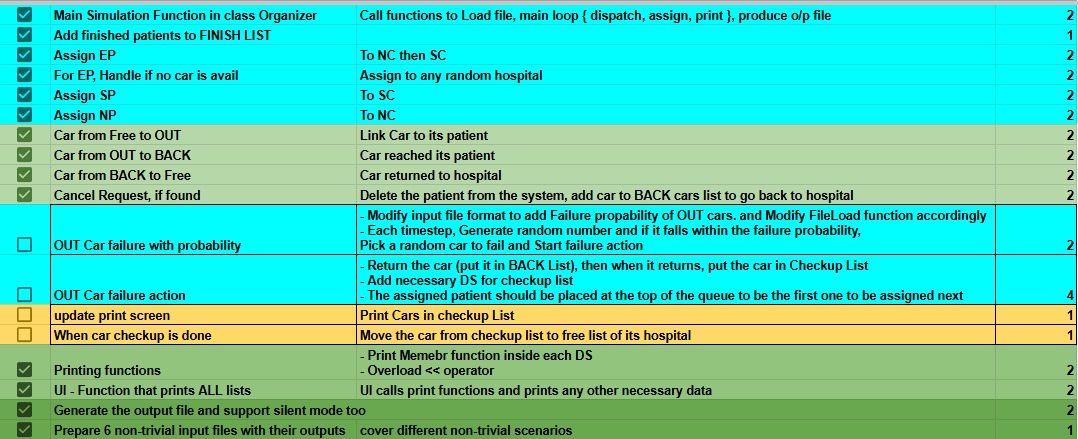 Main Simulation Function in class Organizer Call functions to Load file, main loop { dispatch, assign, print }, produce o/p file 2
Add finished patients to FINISH LIST 1
Assign EP To NC then SC 2
For EP, Handle if no car is avail Assign to any random hospital 2
Assign SP To SC 2
Assign NP To NC 2
Car from Free to OUT Link Car to its patient 2
Car from OUT to BACK Car reached its patient 2
Car from BACK to Free Car returned to hospital 2
Cancel Request, if found Delete the patient from the system, add car to BACK cars list to go back to hospital 2
- Modify input file format to add Failure propability of OUT cars. and Modify FileLoad function accordingly
- Each timestep, Generate random number and if it falls within the failure probability,
OUT Car failure with probability Pick a random car to fail and Start failure action 2
- Return the car (put it in BACK List), then when it returns, put the car in Checkup List
- Add necessary DS for checkup list
OUT Car failure action - The assigned patient should be placed at the top of the queue to be the first one to be assigned next 4
update print screen Print Cars in checkup List 1
When car checkup is done Move the car from checkup list to free list of its hospital 1
- Print Memebr function inside each DS
Printing functions - Overload << operator 2
UI - Function that prints ALL lists UI calls print functions and prints any other necessary data 2
Generate the output file and support silent mode too 2
Prepare 6 non-trivial input files with their outputs cover different non-trivial scenarios 1